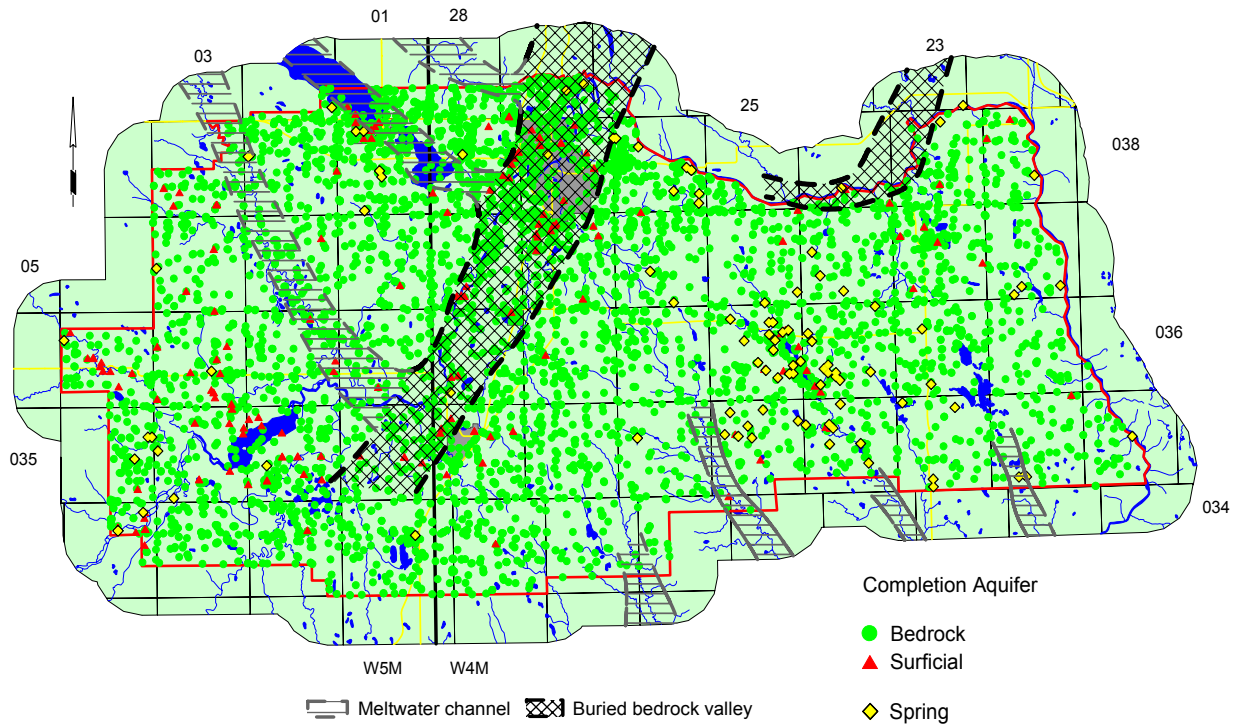 01 28
03
23
25
038
05
036
035
034
Completion Aquifer
Bedrock
Surficial
W5M W4M
Meltwater channel Buried bedrock valley
Spring